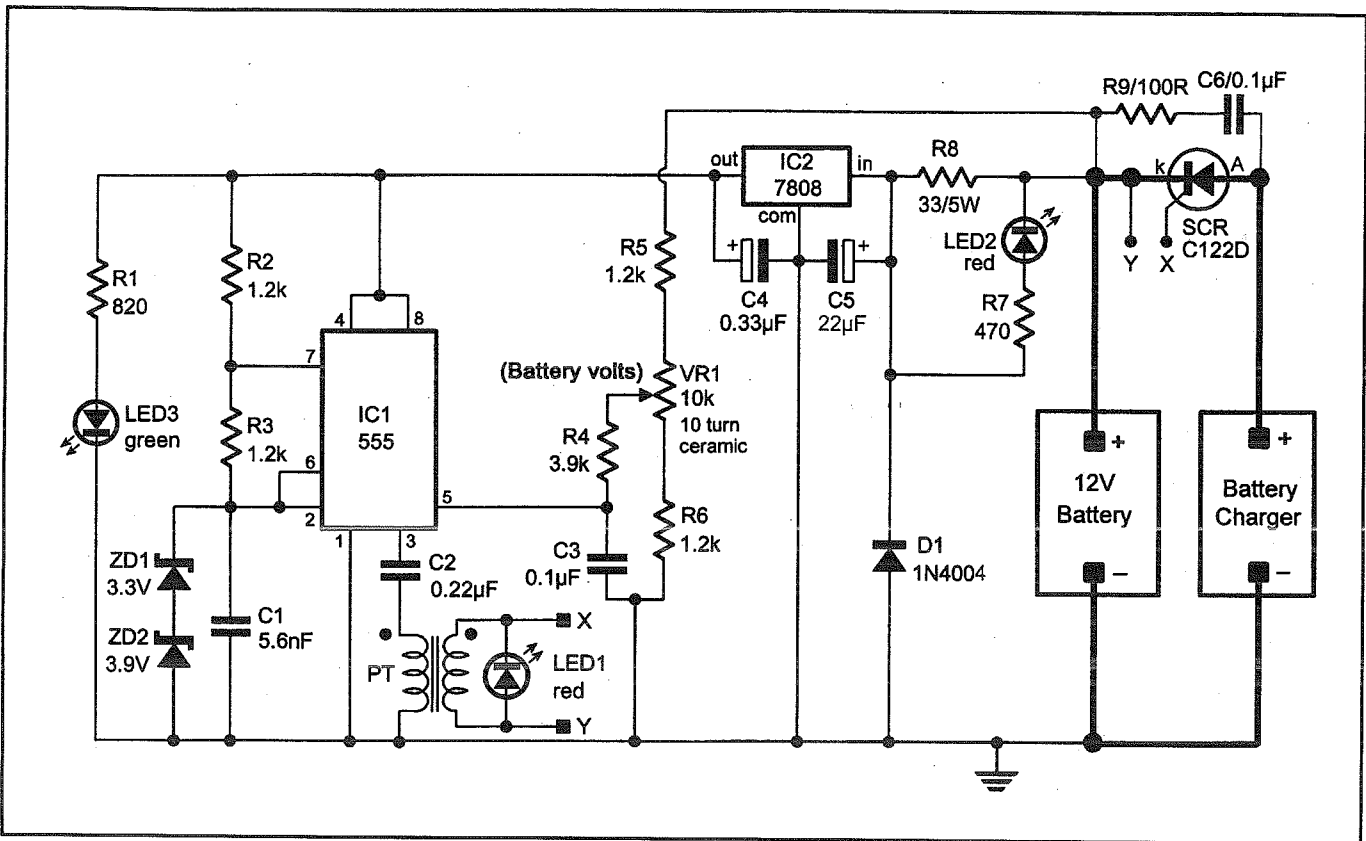 R9/100R
C6/0.1µF
out
IC2
7808
com
in
R8
33/5W
k
A
SCR
C122D
Y
X
LED2
red
R7
470
R1
820
R2
1.2k
R5
1.2k
+
C4
0.33µF
+
C5
22µF
4
8
7
(Battery volts)
VR1
10k
10 turn
ceramic
LED3
green
R3
1.2k
IC1
555
R4
3.9k
6
2
5
1
3
R6
1.2k
+
12V
Battery
–
+
Battery
Charger
–
ZD1
3.3V
ZD2
3.9V
C1
5.6nF
C2
0.22µF
C3
0.1µF
D1
1N4004
PT
X
LED1
red
Y